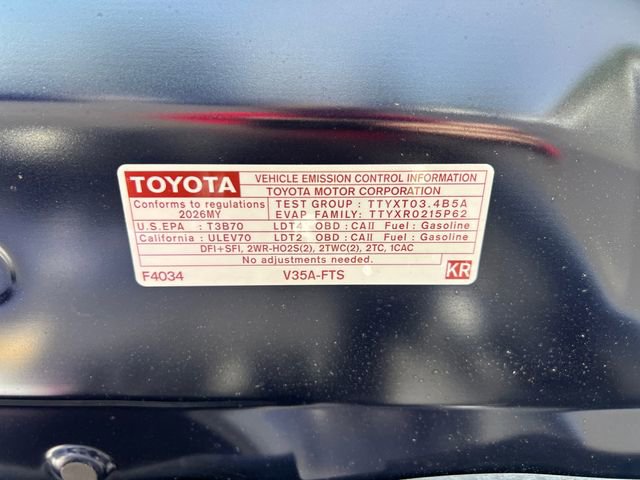 TOYOTA VEHICLE EMISSION CONTROL INFORMATION
TOYOTA MOTOR CORPORATION
Conforms to regulations TEST GROUP : TTYXT03.4B5A
2026MY EVAP FAMILY: TTYXR0215P62
U.S.EPA : T3B70 LDT4 OBD : CAII Fuel : Gasoline
California : ULEV70 LDT2 OBD : CAII Fuel : Gasoline
DFI+SFI, 2WR-HO2S(2), 2TWC(2), 2TC, 1CAC
No adjustments needed.
F4034 V35A-FTS KR